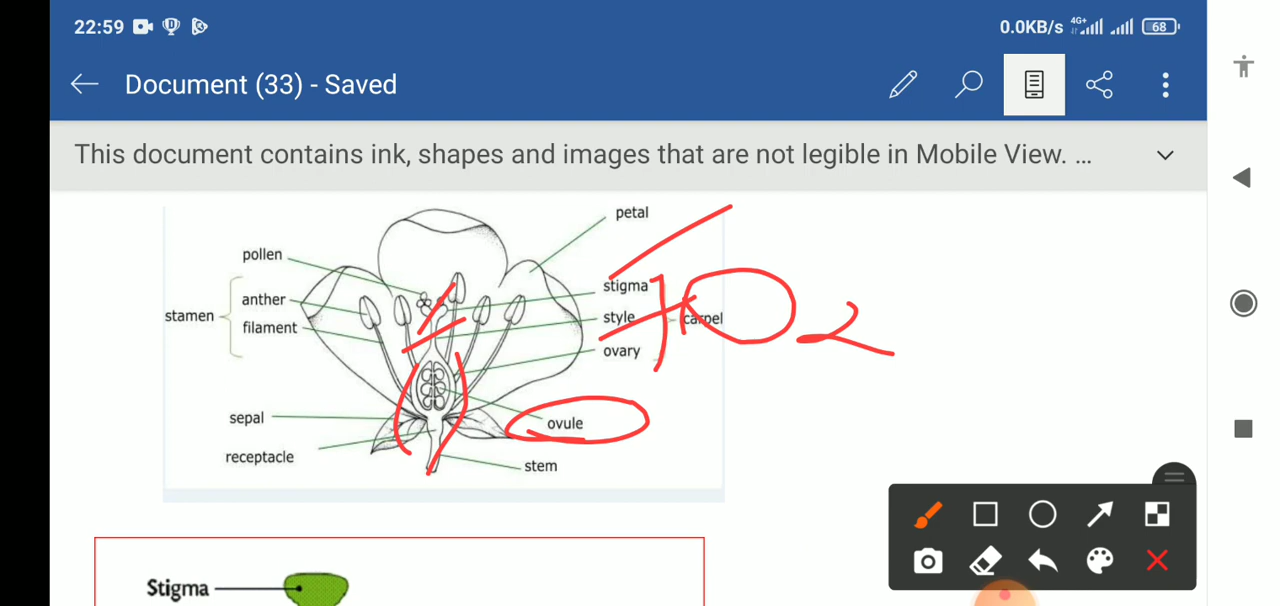 22:59 0.0KB/s 4G+ 68
Document (33) - Saved
This document contains ink, shapes and images that are not legible in Mobile View. ...
petal
pollen
stigma
anther
stamen
style
carpel
filament
ovary
sepal
ovule
receptacle
stem
Stigma